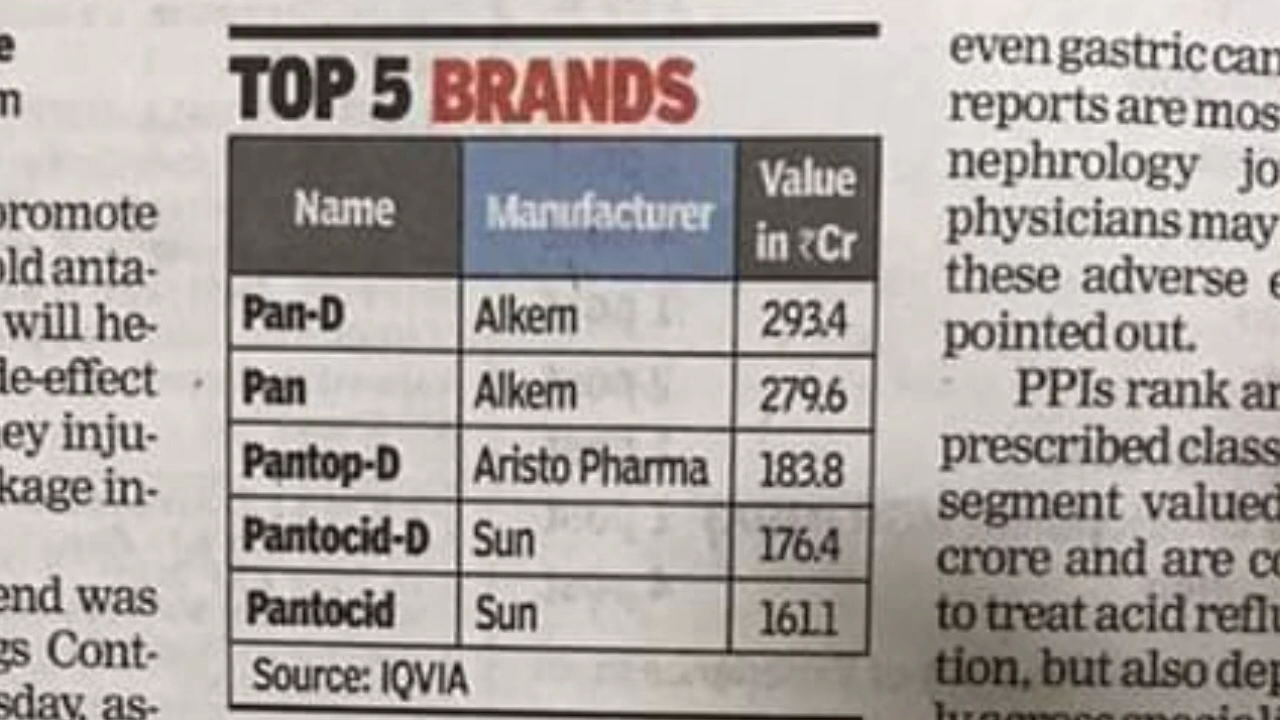 e
n
promote
old anta-
will he-
de-effect
ney inju-
kage in-
end was
gs Cont-
sday, as-
TOP 5 BRANDS
Name Manufacturer Value in ₹Cr
Pan-D Alkem 293.4
Pan Alkem 279.6
Pantop-D Aristo Pharma 183.8
Pantocid-D Sun 176.4
Pantocid Sun 161.1
Source: IQVIA
even gastric can
reports are mos
nephrology jo
physicians may
these adverse e
pointed out.
PPIs rank an
prescribed class
segment valued
crore and are co
to treat acid reflu
tion, but also dep